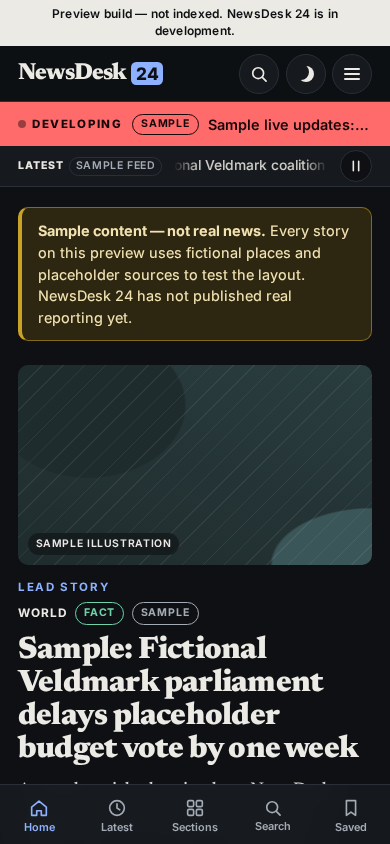 Preview build — not indexed. NewsDesk 24 is in
development.
NewsDesk 24
DEVELOPING SAMPLE Sample live updates:...
LATEST SAMPLE FEED Veldmark coalition
Sample content — not real news. Every story
on this preview uses fictional places and
placeholder sources to test the layout.
NewsDesk 24 has not published real
reporting yet.
SAMPLE ILLUSTRATION
LEAD STORY
WORLD FACT SAMPLE
Sample: Fictional
Veldmark parliament
delays placeholder
budget vote by one week
Home Latest Sections Search Saved